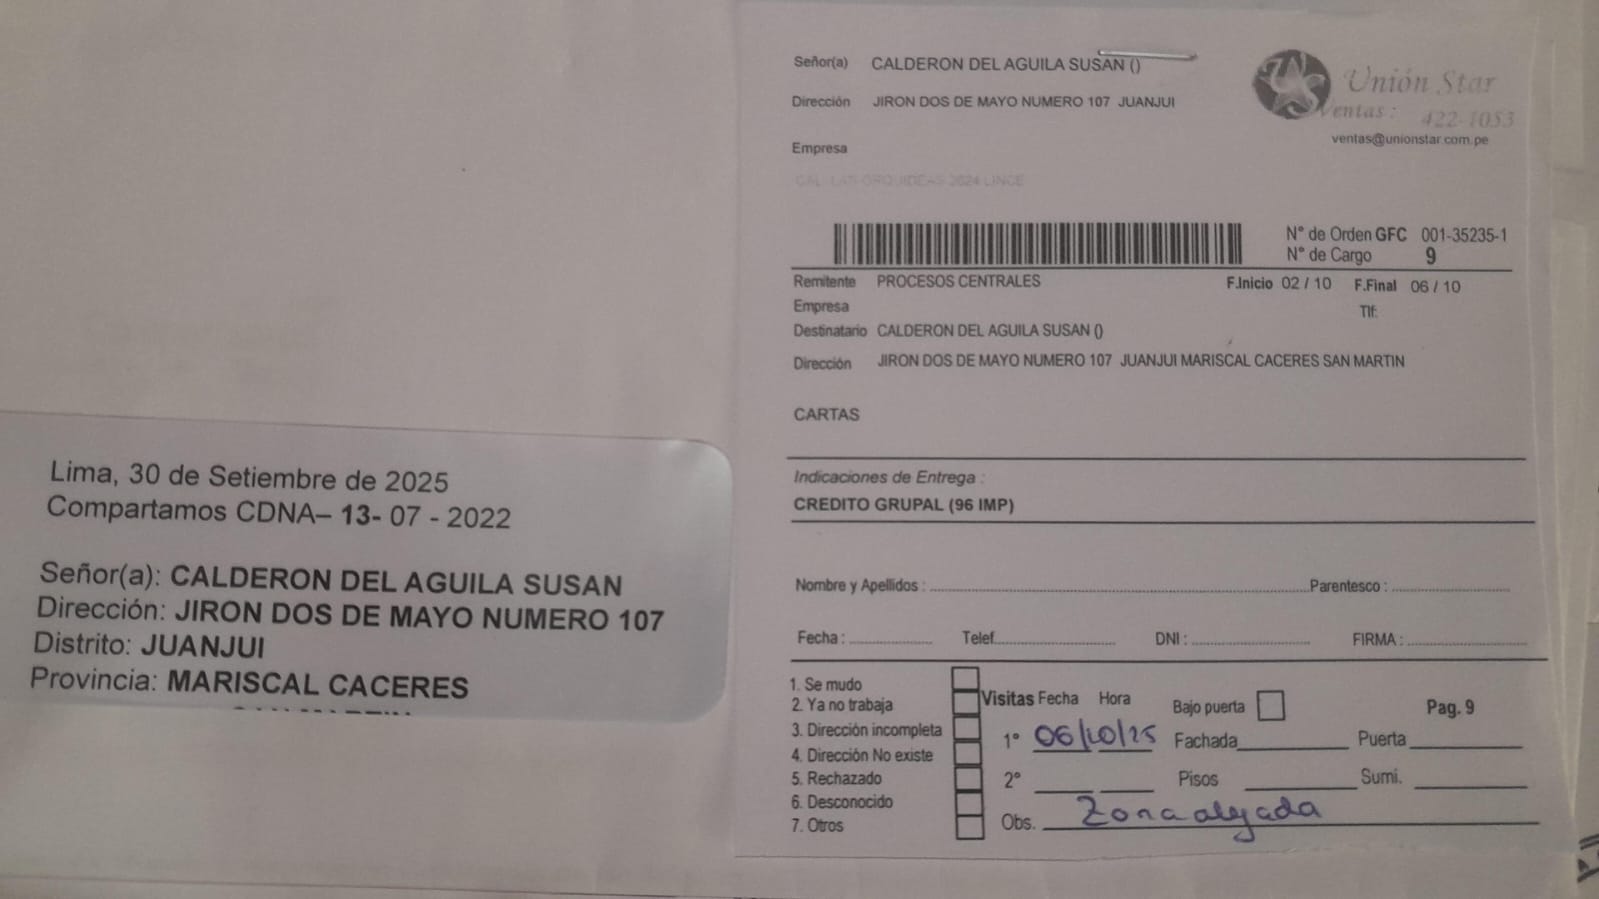 Lima, 30 de Setiembre de 2025
Compartamos CDNA– 13- 07 - 2022
Señor(a): CALDERON DEL AGUILA SUSAN
Dirección: JIRON DOS DE MAYO NUMERO 107
Distrito: JUANJUI
Provincia: MARISCAL CACERES
Señor(a) CALDERON DEL AGUILA SUSAN ()
Dirección JIRON DOS DE MAYO NUMERO 107 JUANJUI
Empresa
CAL. LAS ORQUIDEAS 2624 LINCE
Unión Star
Ventas : 422-1053
ventas@unionstar.com.pe
N° de Orden GFC 001-35235-1
N° de Cargo 9
Remitente PROCESOS CENTRALES F.Inicio 02 / 10 F.Final 06 / 10
Empresa Tlf:
Destinatario CALDERON DEL AGUILA SUSAN ()
Dirección JIRON DOS DE MAYO NUMERO 107 JUANJUI MARISCAL CACERES SAN MARTIN
CARTAS
Indicaciones de Entrega :
CREDITO GRUPAL (96 IMP)
Nombre y Apellidos : Parentesco :
Fecha : Telef. DNI : FIRMA :
1. Se mudo
2. Ya no trabaja
3. Dirección incompleta
4. Dirección No existe
5. Rechazado
6. Desconocido
7. Otros
Visitas Fecha Hora Bajo puerta Pag. 9
1° 06/10/25 Fachada Puerta
2° Pisos Sumi.
Obs. Zona alejada